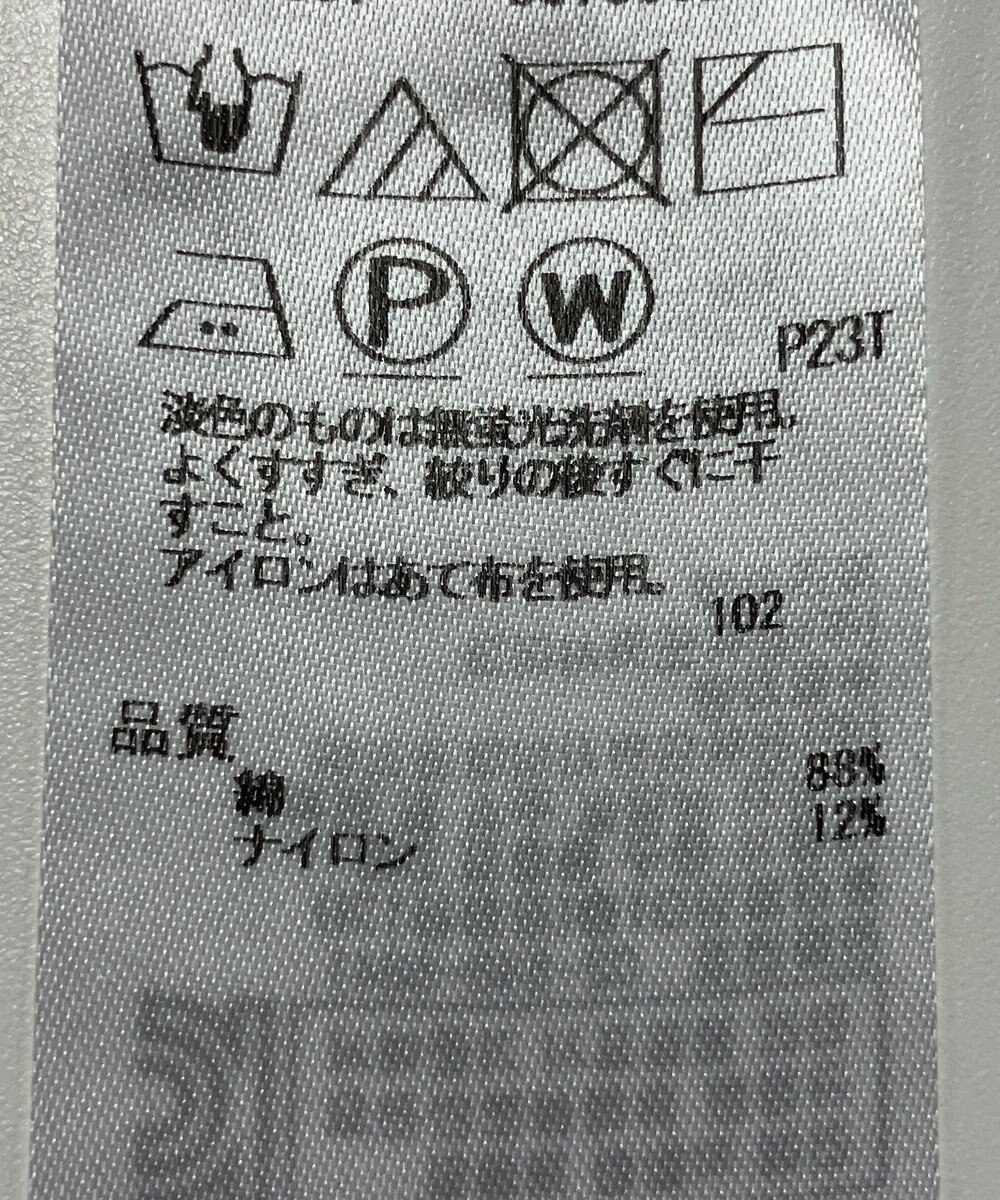 P
W
P23T
淡色のものは無蛍光洗剤を使用。
よくすすぎ、絞りの後すぐに干
すこと。
アイロンはあて布を使用。
102
品質
綿 88%
ナイロン 12%